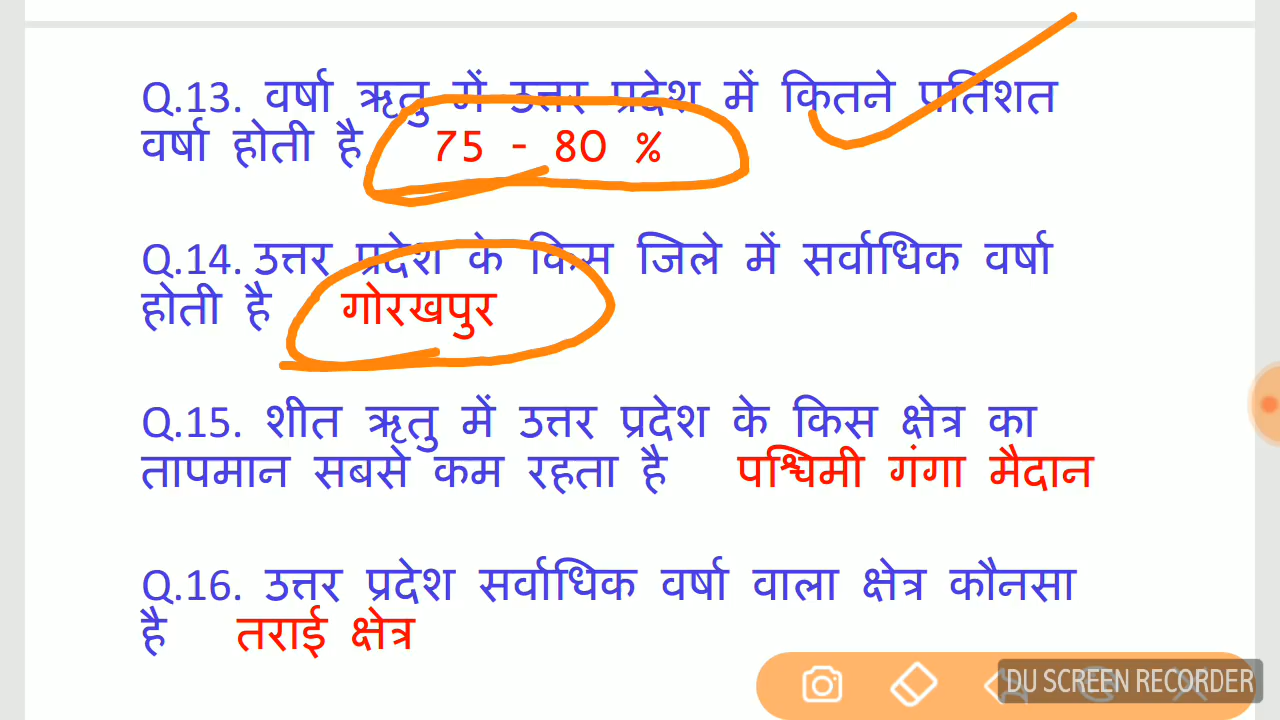 Q.13. वर्षा ऋतु में उत्तर प्रदेश में कितने प्रतिशत
वर्षा होती है 75 - 80 %
Q.14. उत्तर प्रदेश के किस जिले में सर्वाधिक वर्षा
होती है गोरखपुर
Q.15. शीत ऋतु में उत्तर प्रदेश के किस क्षेत्र का
तापमान सबसे कम रहता है पश्चिमी गंगा मैदान
Q.16. उत्तर प्रदेश सर्वाधिक वर्षा वाला क्षेत्र कौनसा
है तराई क्षेत्र
DU SCREEN RECORDER